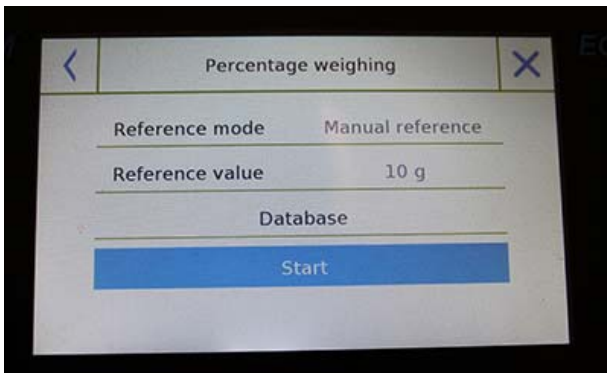 Percentage weighing
Reference mode Manual reference
Reference value 10 g
Database
Start